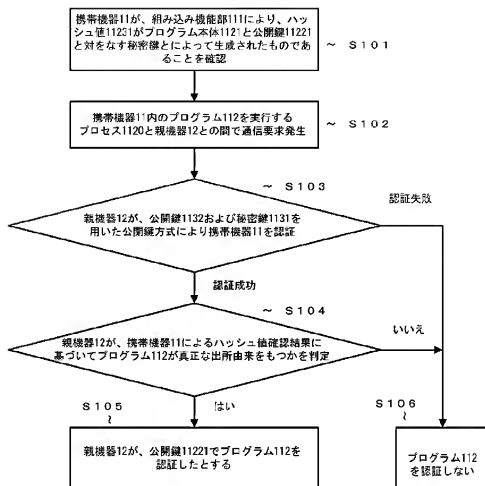 携帯機器11が、組み込み機能部111により、ハッ
シュ値11231がプログラム本体1121と公開鍵11221
と対をなす秘密鍵とによって生成されたものであ
ることを確認
~ S101
携帯機器11内のプログラム112を実行する
プロセス1120と親機器12との間で通信要求発生
~ S102
~ S103
認証失敗
親機器12が、公開鍵1132および秘密鍵1131を
用いた公開鍵方式により携帯機器11を認証
認証成功
~ S104
いいえ
親機器12が、携帯機器11によるハッシュ値確認結果に
基づいてプログラム112が真正な出所由来をもつかを判定
S105
~
はい
S106
~
親機器12が、公開鍵11221でプログラム112を
認証したとする
プログラム112
を認証しない